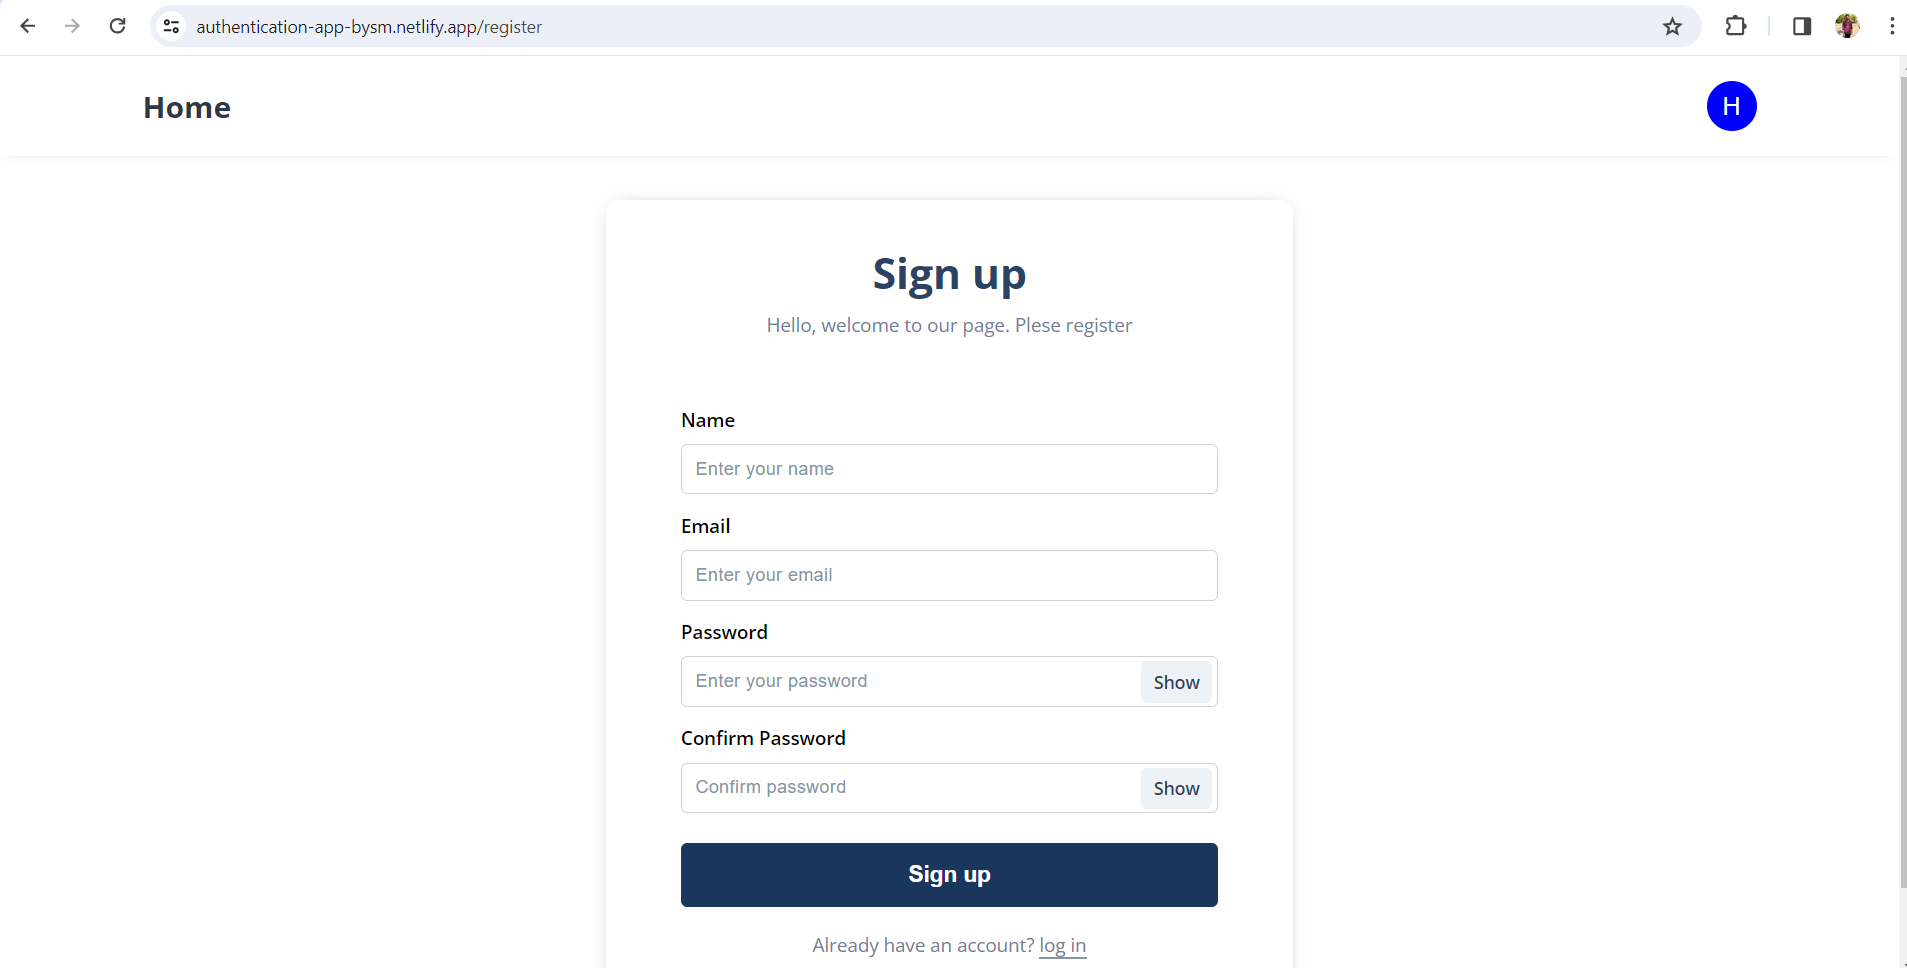 authentication-app-bysm.netlify.app/register
Home
H
Sign up
Hello, welcome to our page. Plese register
Name
Enter your name
Email
Enter your email
Password
Enter your password
Show
Confirm Password
Confirm password
Show
Sign up
Already have an account? log in